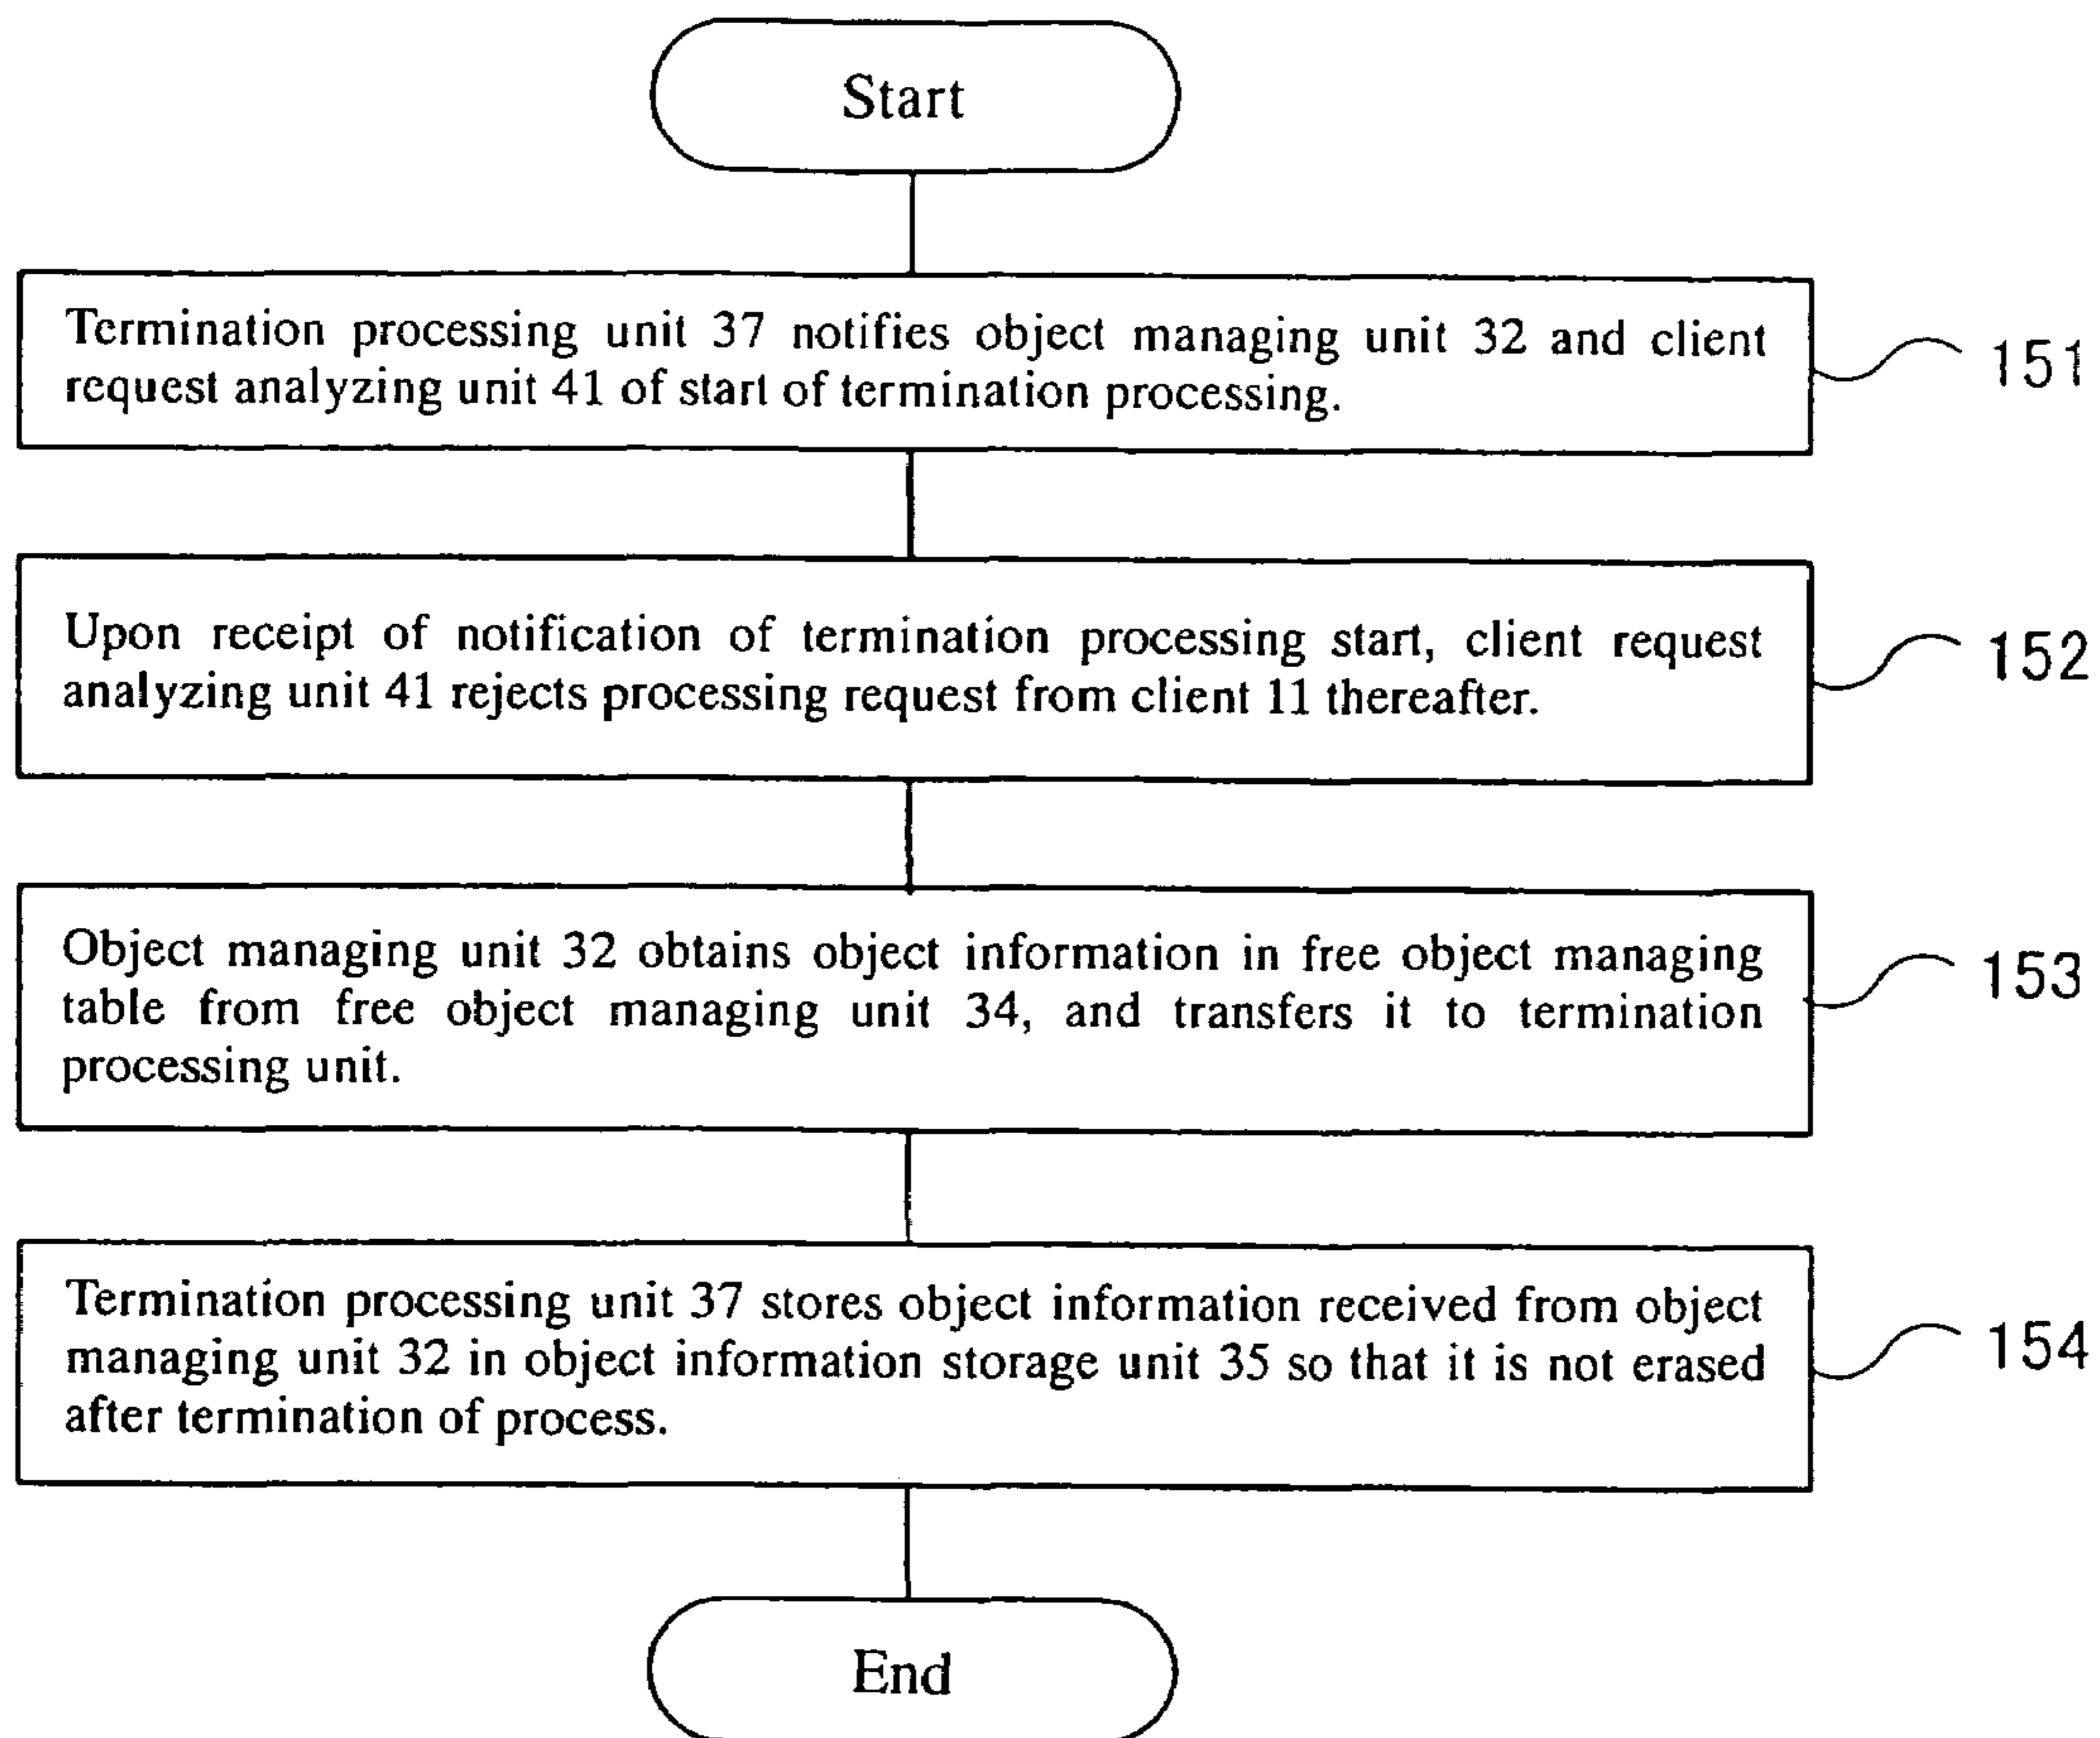 Start
Termination processing unit 37 notifies object managing unit 32 and client
request analyzing unit 41 of start of termination processing.
151
Upon receipt of notification of termination processing start, client request
analyzing unit 41 rejects processing request from client 11 thereafter.
152
Object managing unit 32 obtains object information in free object managing
table from free object managing unit 34, and transfers it to termination
processing unit.
153
Termination processing unit 37 stores object information received from object
managing unit 32 in object information storage unit 35 so that it is not erased
after termination of process.
154
End